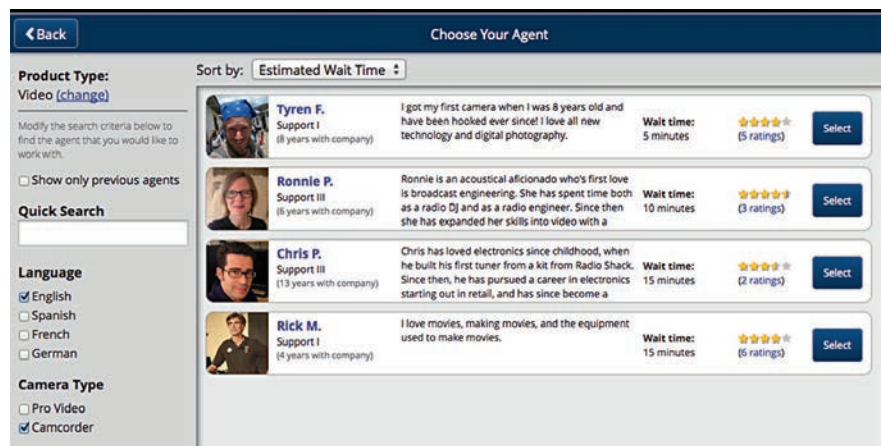 Back
Choose Your Agent
Product Type:
Video (change)
Modify the search criteria below to
find the agent that you would like to
work with.
Show only previous agents
Quick Search
Language
English
Spanish
French
German
Camera Type
Pro Video
Camcorder
Sort by: Estimated Wait Time
Tyren F.
Support I
(8 years with company)
I got my first camera when I was 8 years old and
have been hooked ever since! I love all new
technology and digital photography.
Wait time:
5 minutes
(5 ratings)
Select
Ronnie P.
Support III
(6 years with company)
Ronnie is an acoustical aficionado who's first love
is broadcast engineering. She has spent time both
as a radio DJ and as a radio engineer. Since then
she has expanded her skills into video with a
Wait time:
10 minutes
(3 ratings)
Select
Chris P.
Support III
(13 years with company)
Chris has loved electronics since childhood, when
he built his first tuner from a kit from Radio Shack.
Since then, he has pursued a career in electronics
starting out in retail, and has since become a
Wait time:
15 minutes
(2 ratings)
Select
Rick M.
Support I
(4 years with company)
I love movies, making movies, and the equipment
used to make movies.
Wait time:
15 minutes
(6 ratings)
Select